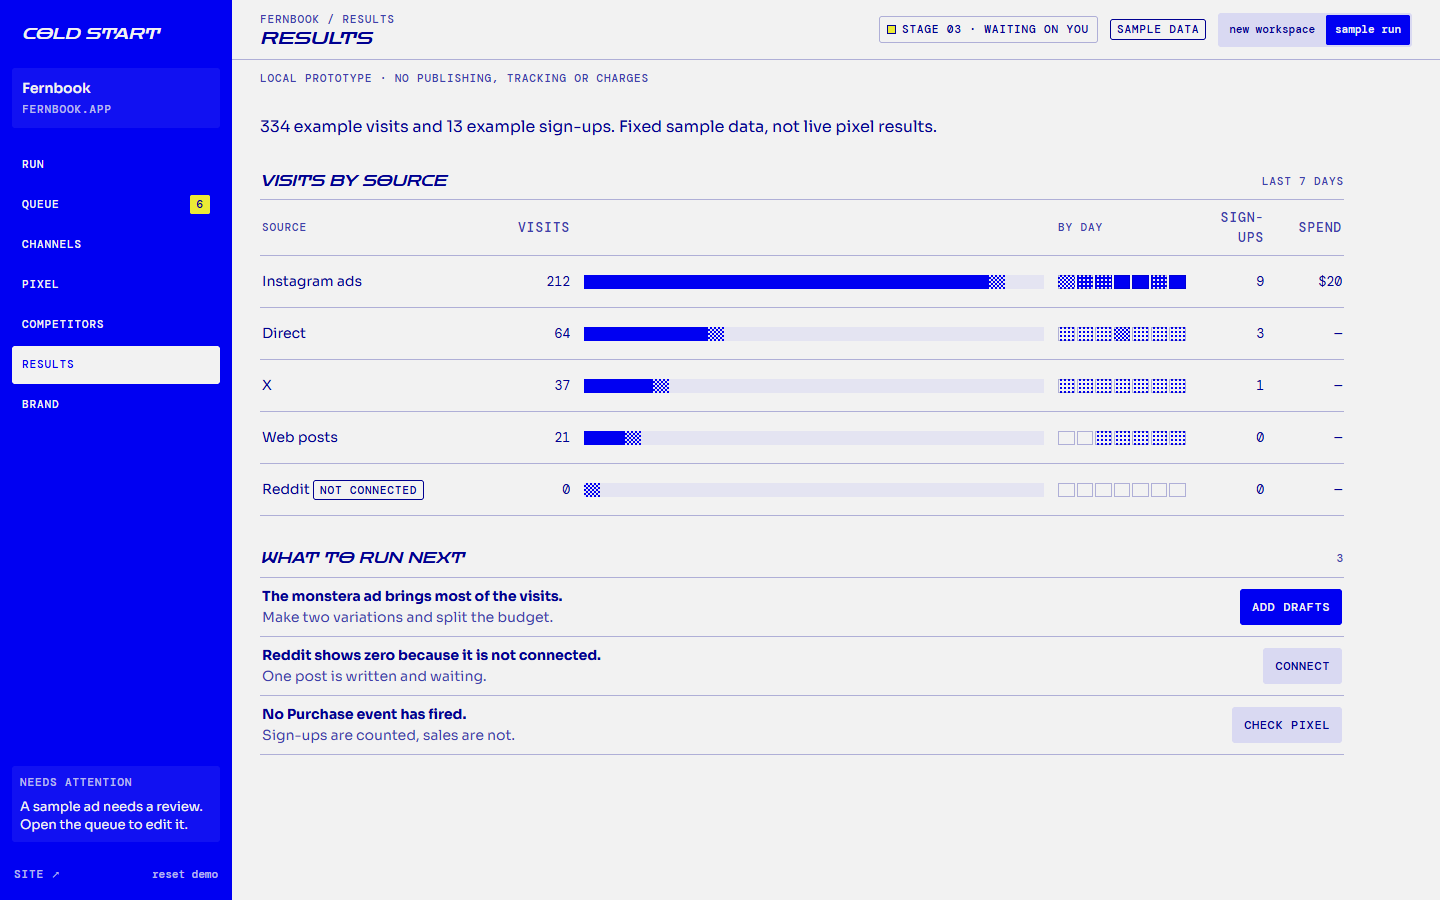 COLD START
Fernbook
FERNBOOK.APP
RUN
QUEUE 6
CHANNELS
PIXEL
COMPETITORS
RESULTS
BRAND
NEEDS ATTENTION
A sample ad needs a review.
Open the queue to edit it.
SITE ↗ reset demo
FERNBOOK / RESULTS
RESULTS
STAGE 03 · WAITING ON YOU
SAMPLE DATA
new workspace
sample run
LOCAL PROTOTYPE · NO PUBLISHING, TRACKING OR CHARGES
334 example visits and 13 example sign-ups. Fixed sample data, not live pixel results.
VISITS BY SOURCE LAST 7 DAYS
SOURCE VISITS BY DAY SIGN-UPS SPEND
Instagram ads 212 9 $20
Direct 64 3 —
X 37 1 —
Web posts 21 0 —
Reddit NOT CONNECTED 0 0 —
WHAT TO RUN NEXT 3
The monstera ad brings most of the visits.
Make two variations and split the budget.
ADD DRAFTS
Reddit shows zero because it is not connected.
One post is written and waiting.
CONNECT
No Purchase event has fired.
Sign-ups are counted, sales are not.
CHECK PIXEL